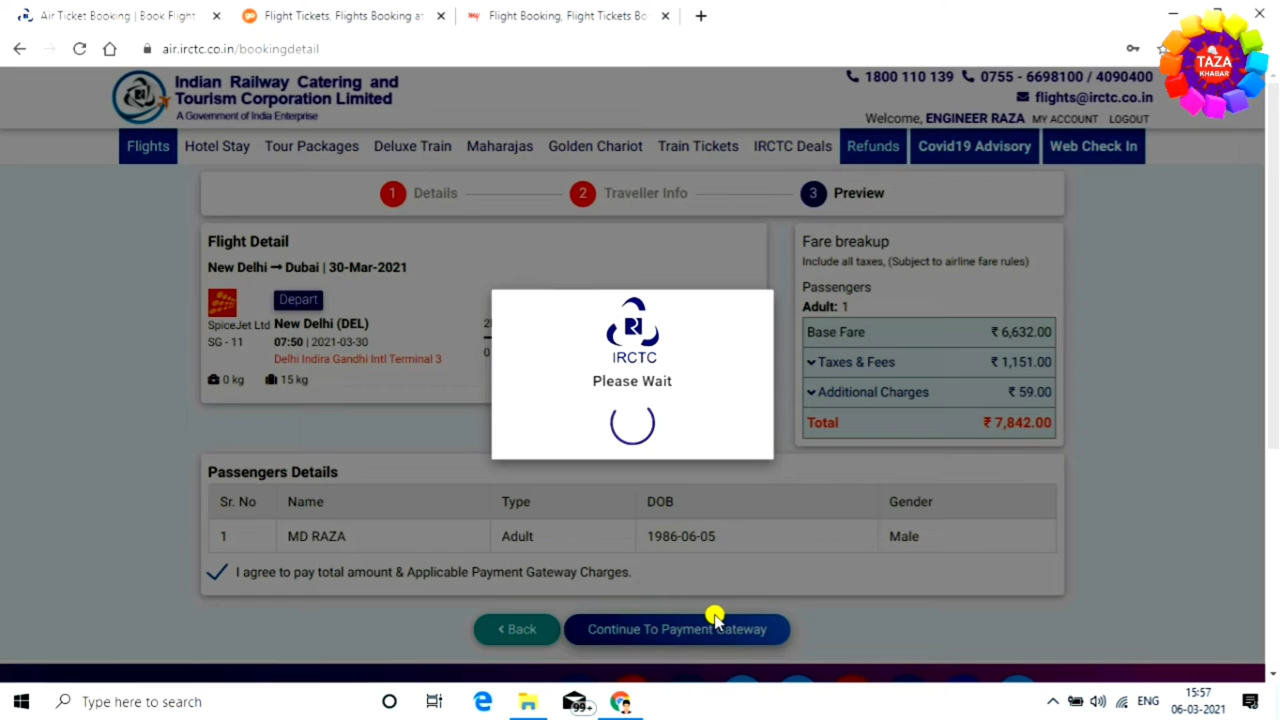 Air Ticket Booking | Book Flight
Flight Tickets, Flights Booking at
Flight Booking, Flight Tickets Bo
air.irctc.co.in/bookingdetail
TAZA
KHABAR
Indian Railway Catering and
Tourism Corporation Limited
A Government of India Enterprise
1800 110 139 0755 - 6698100 / 4090400
flights@irctc.co.in
Welcome, ENGINEER RAZA MY ACCOUNT LOGOUT
Flights Hotel Stay Tour Packages Deluxe Train Maharajas Golden Chariot Train Tickets IRCTC Deals Refunds Covid19 Advisory Web Check In
1 Details 2 Traveller Info 3 Preview
Flight Detail
New Delhi → Dubai | 30-Mar-2021
Depart
SpiceJet Ltd New Delhi (DEL)
SG - 11 07:50 | 2021-03-30
Delhi Indira Gandhi Intl Terminal 3
0 kg 15 kg
IRCTC
Please Wait
Fare breakup
Include all taxes, (Subject to airline fare rules)
Passengers
Adult: 1
Base Fare ₹ 6,632.00
Taxes & Fees ₹ 1,151.00
Additional Charges ₹ 59.00
Total ₹ 7,842.00
Passengers Details
Sr. No Name Type DOB Gender
1 MD RAZA Adult 1986-06-05 Male
I agree to pay total amount & Applicable Payment Gateway Charges.
< Back Continue To Payment Gateway
Type here to search
99+
ENG
15:57
06-03-2021